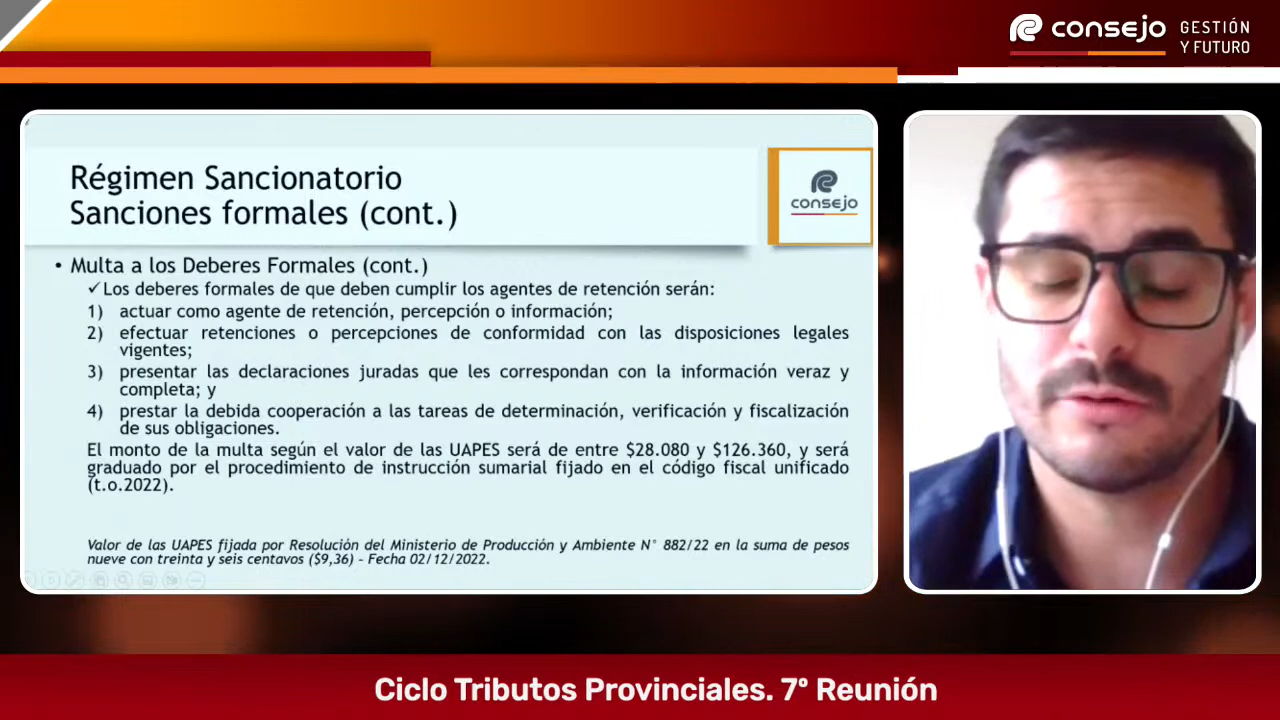 consejo
GESTIÓN
Y FUTURO
Régimen Sancionatorio
Sanciones formales (cont.)
consejo
• Multa a los Deberes Formales (cont.)
✓Los deberes formales de que deben cumplir los agentes de retención serán:
1) actuar como agente de retención, percepción o información;
2) efectuar retenciones o percepciones de conformidad con las disposiciones legales
vigentes;
3) presentar las declaraciones juradas que les correspondan con la información veraz y
completa; y
4) prestar la debida cooperación a las tareas de determinación, verificación y fiscalización
de sus obligaciones.
El monto de la multa según el valor de las UAPES será de entre $28.080 y $126.360, y será
graduado por el procedimiento de instrucción sumarial fijado en el código fiscal unificado
(t.o.2022).
Valor de las UAPES fijada por Resolución del Ministerio de Producción y Ambiente N° 882/22 en la suma de pesos
nueve con treinta y seis centavos ($9,36) – Fecha 02/12/2022.
Ciclo Tributos Provinciales. 7º Reunión